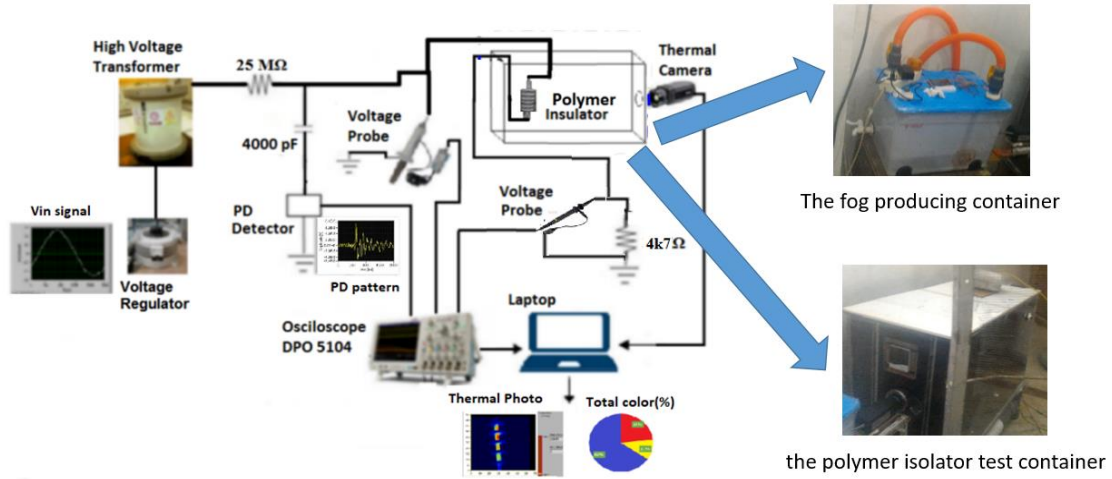 High Voltage
Transformer
25 MΩ
4000 pF
Voltage
Probe
Polymer
Insulator
Thermal
Camera
The fog producing container
Vin signal
Voltage
Regulator
PD
Detector
PD pattern
Voltage
Probe
4k7Ω
Osciloscope
DPO 5104
Laptop
Thermal Photo
Total color(%)
the polymer isolator test container